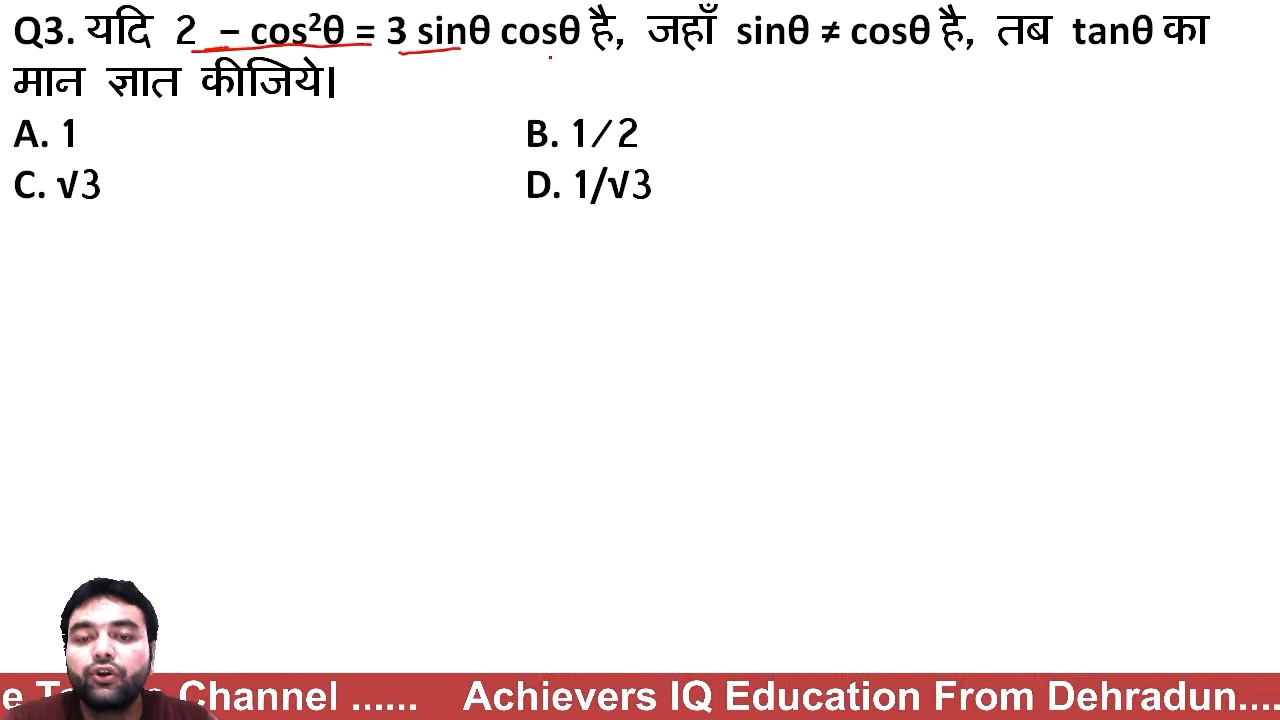 Q3. यदि 2 – cos²θ = 3 sinθ cosθ है, जहाँ sinθ ≠ cosθ है, तब tanθ का
मान ज्ञात कीजिये।
A. 1 B. 1/2
C. √3 D. 1/√3
e Channel ...... Achievers IQ Education From Dehradun....